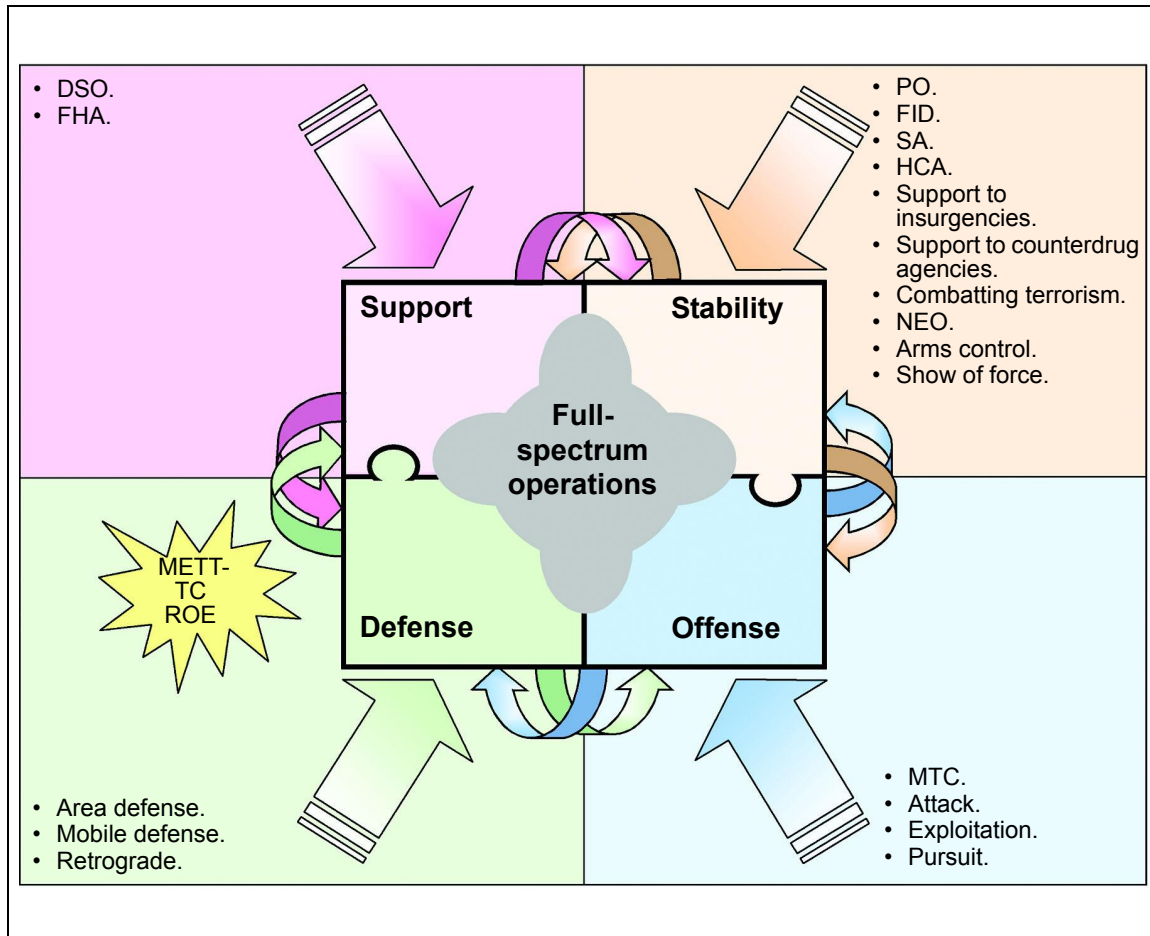 • DSO.
• FHA.
• PO.
• FID.
• SA.
• HCA.
• Support to
insurgencies.
• Support to counterdrug
agencies.
• Combatting terrorism.
• NEO.
• Arms control.
• Show of force.
Support
Stability
Full-
spectrum
operations
METT-
TC
ROE
Defense
Offense
• Area defense.
• Mobile defense.
• Retrograde.
• MTC.
• Attack.
• Exploitation.
• Pursuit.